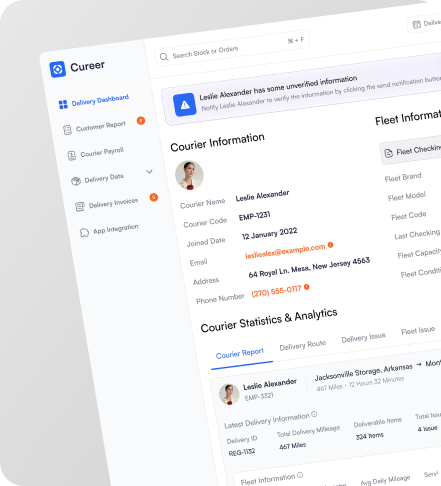 Cureer
Search Stock or Orders
⌘ + F
Delivery Dashboard
Customer Report
Courier Payroll
Delivery Data
Delivery Invoices
App Integration
Leslie Alexander has some unverified information
Notify Leslie Alexander to verify the information by clicking the send notification button
Courier Information
Courier Name Leslie Alexander
Courier Code EMP-1231
Joined Date 12 January 2022
Email lesliealex@example.com
Address 64 Royal Ln. Mesa, New Jersey 4563
Phone Number (270) 555-0117
Fleet Informat
Fleet Checking
Fleet Brand
Fleet Model
Fleet Code
Last Checking
Fleet Capacity
Fleet Conditi
Courier Statistics & Analytics
Courier Report Delivery Route Delivery Issue Fleet Issue
Leslie Alexander
EMP-3321
Jacksonville Storage, Arkansas → Mon
467 Miles • 12 Hours 32 Minutes
Latest Delivery Information
Delivery ID Total Delivery Mileage Deliverable Items Total Issu
REG-1132 467 Miles 324 Items 4 Issue
Fleet Information
Avg Daily Mileage Servi